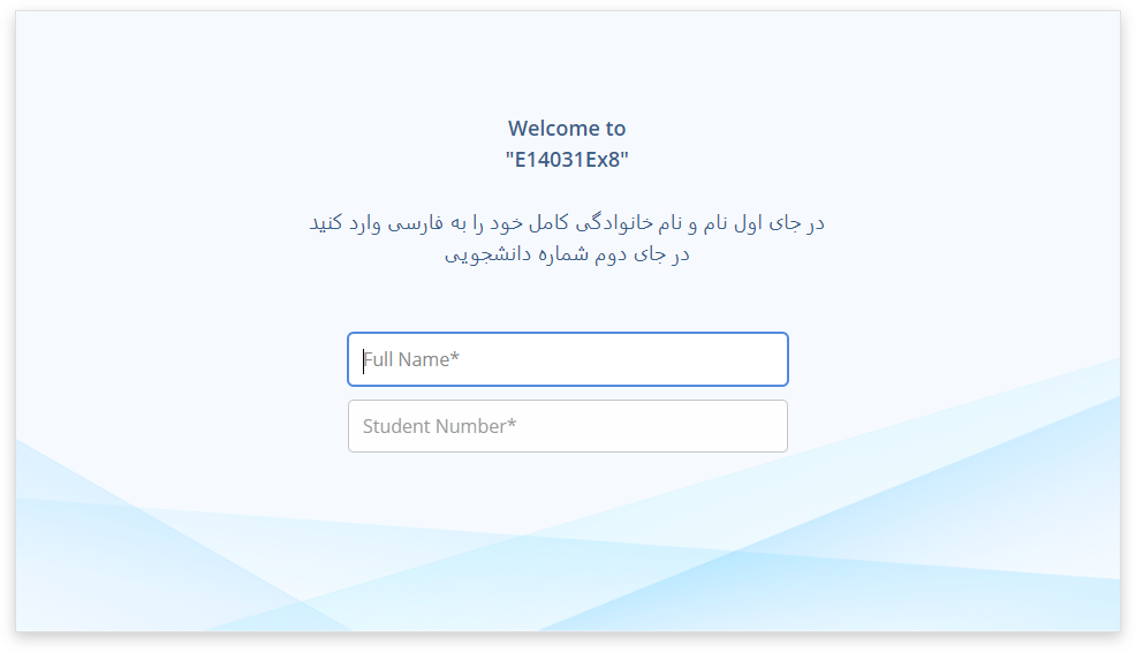 Welcome to
"E14031Ex8"
در جای اول نام و نام خانوادگی کامل خود را به فارسی وارد کنید
در جای دوم شماره دانشجویی
Full Name*
Student Number*